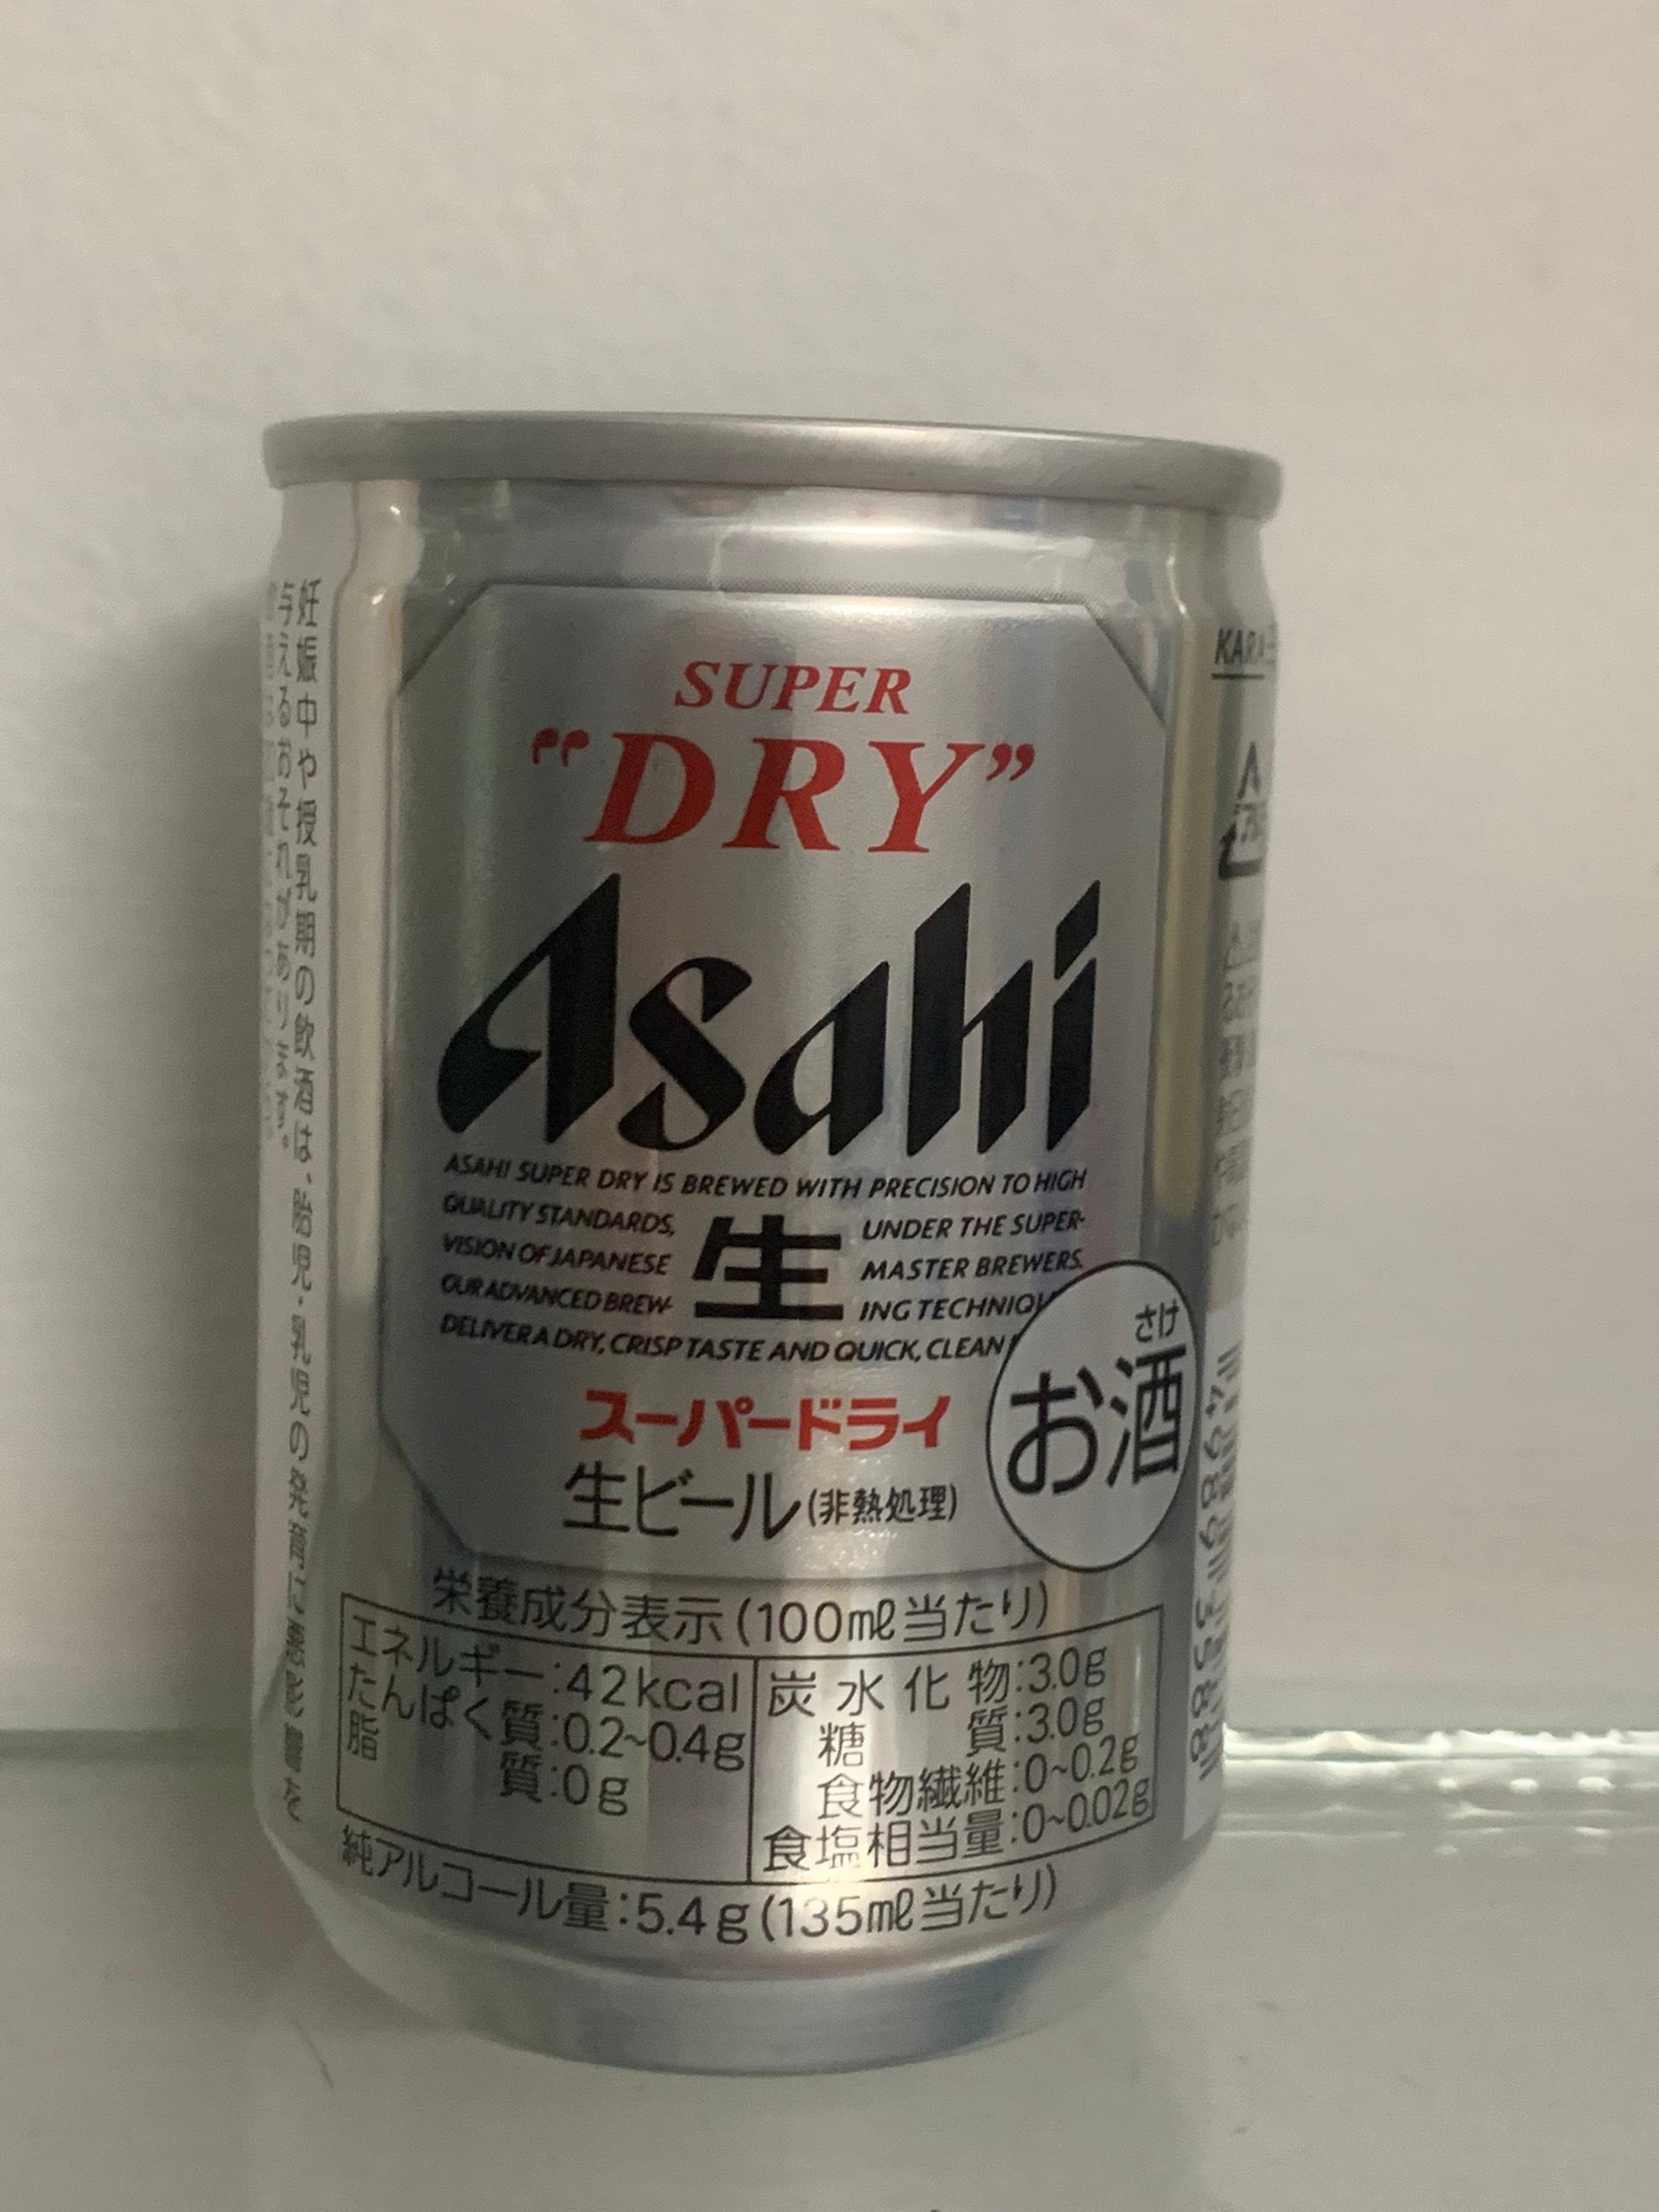 SUPER
"DRY"
Asahi
ASAHI SUPER DRY IS BREWED WITH PRECISION TO HIGH
QUALITY STANDARDS, UNDER THE SUPER-
VISION OF JAPANESE MASTER BREWERS.
生
OUR ADVANCED BREW- ING
DELIVER A DRY, CRISP TASTE AND QUICK, CLEAN
さけ
お酒
スーパードライ
生ビール(非熱処理)
栄養成分表示(100㎖当たり)
エネルギー:42kcal
たんぱく質:0.2~0.4g
脂質:0g
炭水化物:3.0g
糖質:3.0g
食物繊維:0~0.2g
食塩相当量:0~0.02g
純アルコール量:5.4g(135㎖当たり)
妊娠中や授乳期の飲酒は、胎児・乳児の発育に悪影響を
与えるおそれがあります。